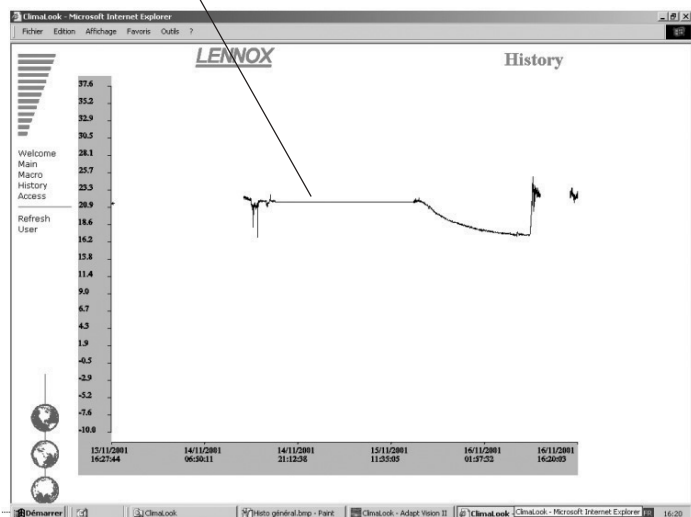 ClimaLook - Microsoft Internet Explorer
Fichier Edition Affichage Favoris Outils ?
LENNOX
History
Welcome
Main
Macro
History
Access
Refresh
User
37.6
35.2
32.9
30.5
28.1
25.7
23.3
20.9
18.6
16.2
13.8
11.4
9.0
6.7
4.3
1.9
-0.5
-2.9
-5.2
-7.6
-10.0
13/11/2001 14/11/2001 14/11/2001 15/11/2001 16/11/2001 16/11/2001
16:27:44 06:50:11 21:12:38 11:35:05 01:57:32 16:20:03
Démarrer ClimaLook Histo général.bmp - Paint ClimaLook - Adapt Vision II ClimaLook - ClimaLook - Microsoft Internet Explorer FR 16:20